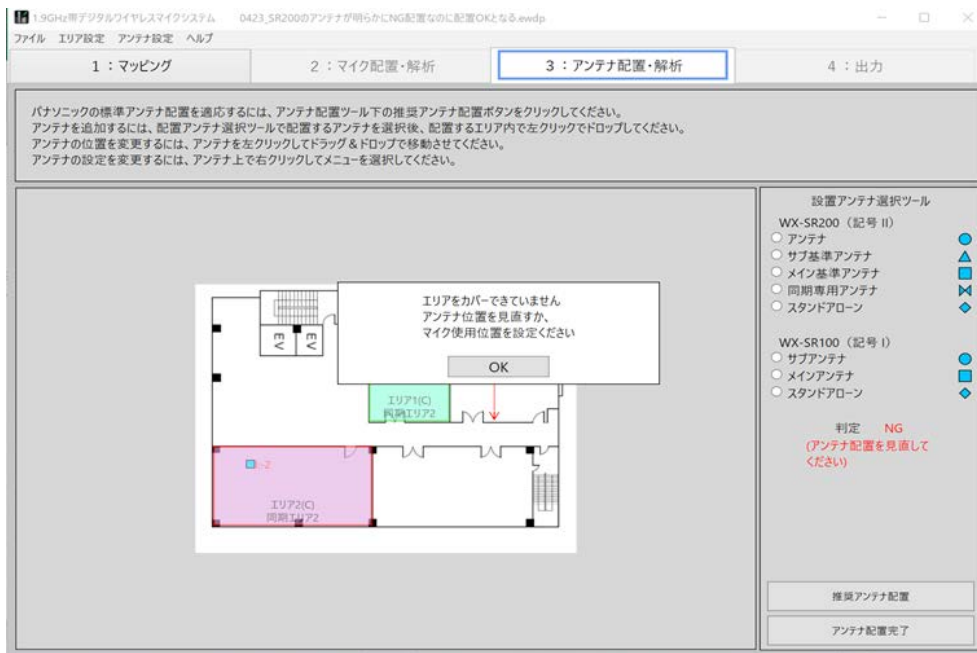 1.9GHz帯デジタルワイヤレスマイクシステム 0423_SR200のアンテナが明らかにNG配置なのに配置OKとなる.ewdp
ファイル エリア設定 アンテナ設定 ヘルプ
1：マッピング 2：マイク配置・解析 3：アンテナ配置・解析 4：出力
パナソニックの標準アンテナ配置を適応するには、アンテナ配置ツール下の推奨アンテナ配置ボタンをクリックしてください。
アンテナを追加するには、配置アンテナ選択ツールで配置するアンテナを選択後、配置するエリア内で左クリックでドロップしてください。
アンテナの位置を変更するには、アンテナを左クリックしてドラッグ＆ドロップで移動させてください。
アンテナの設定を変更するには、アンテナ上で右クリックしてメニューを選択してください。
EV
EV
エリアをカバーできていません
アンテナ位置を見直すか、
マイク使用位置を設定ください
OK
エリア1(C)
同期エリア2
-2
エリア2(C)
同期エリア2
設置アンテナ選択ツール
WX-SR200（記号 II）
アンテナ
サブ基準アンテナ
メイン基準アンテナ
同期専用アンテナ
スタンドアローン
WX-SR100（記号 I）
サブアンテナ
メインアンテナ
スタンドアローン
判定 NG
(アンテナ配置を見直して
ください)
推奨アンテナ配置
アンテナ配置完了